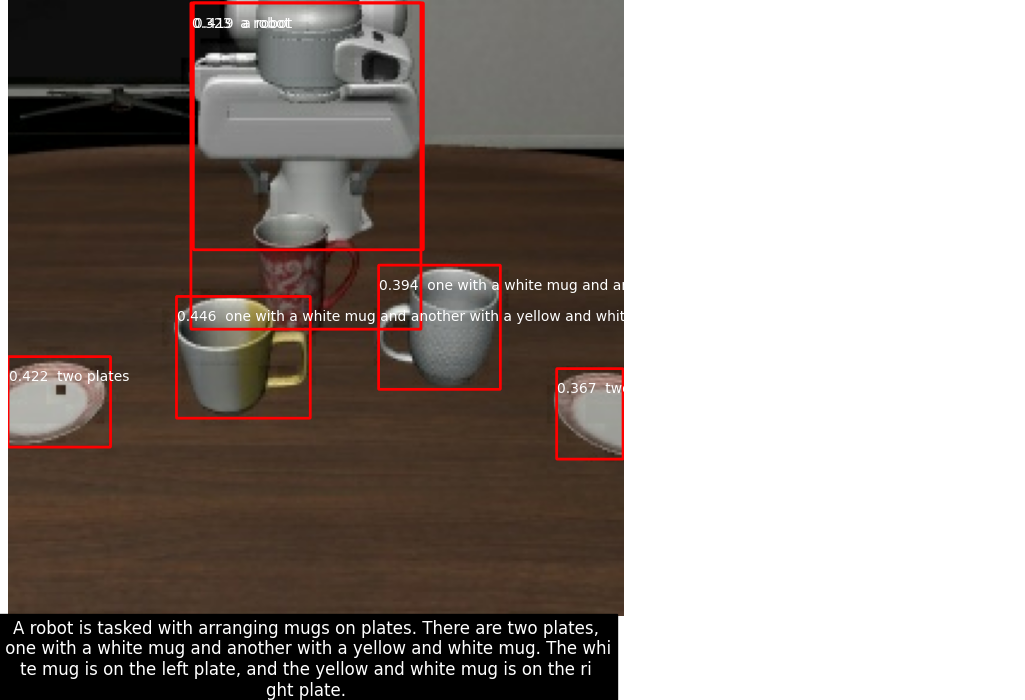 a robot
0.394 one with a white mug and an
0.446 one with a white mug and another with a yellow and whit
0.422 two plates
0.367 two
A robot is tasked with arranging mugs on plates. There are two plates,
one with a white mug and another with a yellow and white mug. The whi
te mug is on the left plate, and the yellow and white mug is on the ri
ght plate.